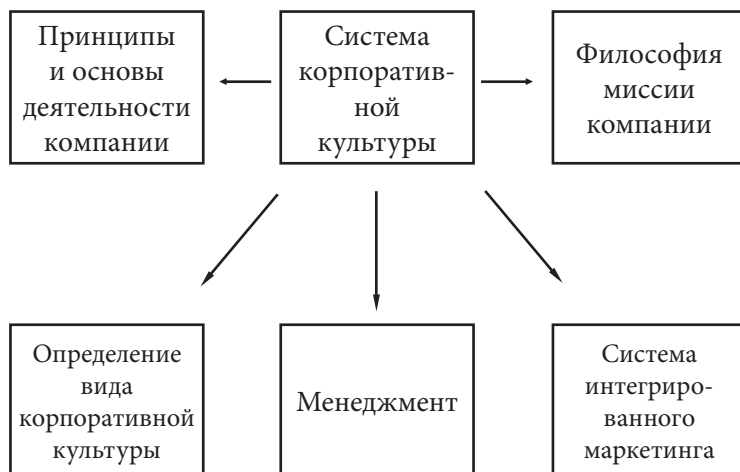 Принципы
и основы
деятельности
компании
Система
корпоратив-
ной
культуры
Философия
миссии
компании
Определение
вида
корпоративной
культуры
Менеджмент
Система
интегриро-
ванного
маркетинга